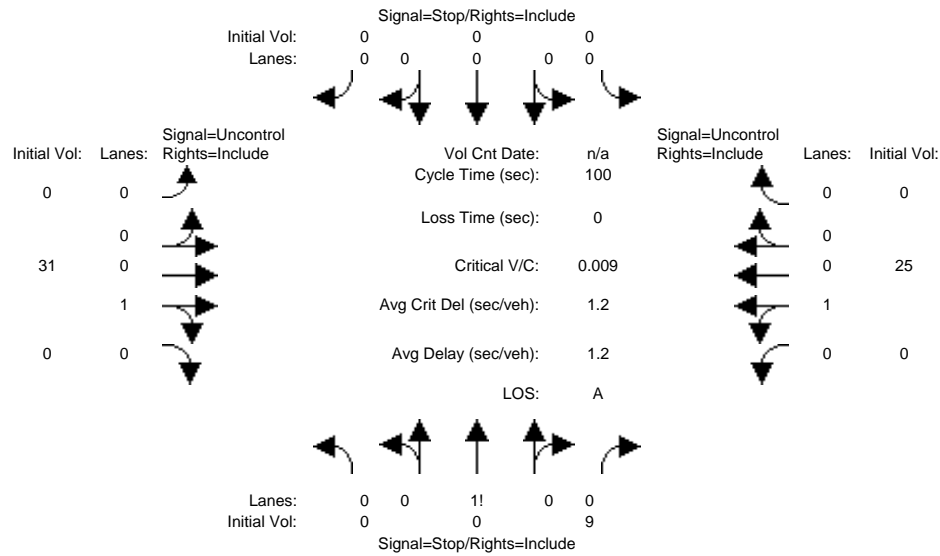 Signal=Stop/Rights=Include
Initial Vol: 0 0 0
Lanes: 0 0 0 0 0
Signal=Uncontrol Signal=Uncontrol
Initial Vol: Lanes: Rights=Include Vol Cnt Date: n/a Rights=Include Lanes: Initial Vol:
Cycle Time (sec): 100
0 0 0 0
Loss Time (sec): 0
0 0
31 0 Critical V/C: 0.009 0 25
1 Avg Crit Del (sec/veh): 1.2 1
0 0 Avg Delay (sec/veh): 1.2 0 0
LOS: A
Lanes: 0 0 1! 0 0
Initial Vol: 0 0 9
Signal=Stop/Rights=Include